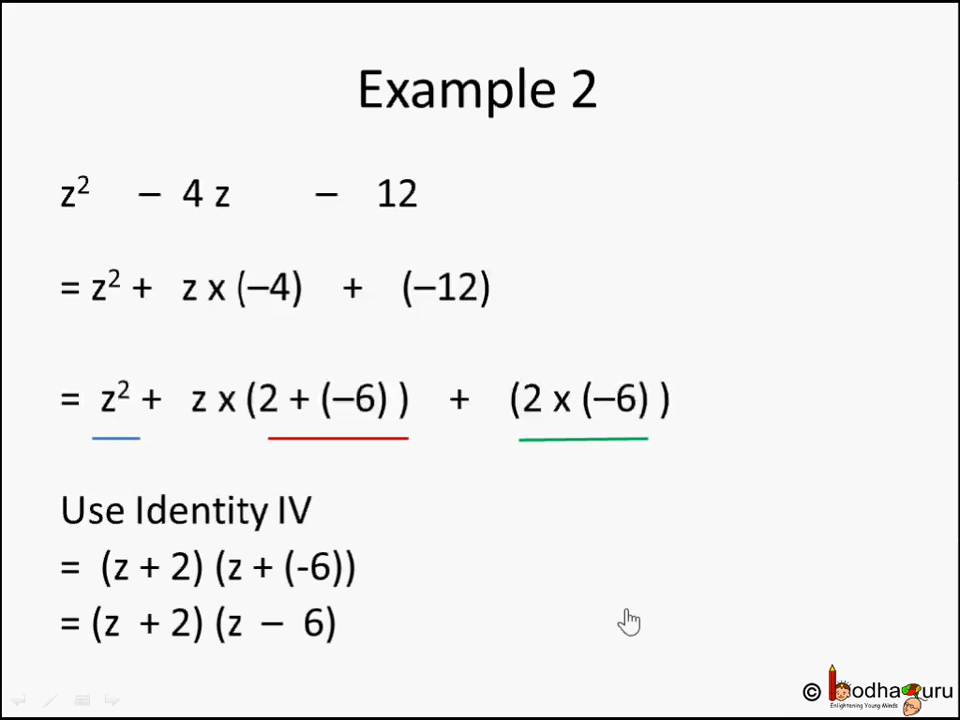 Example 2
z² – 4 z – 12
= z² + z x (–4) + (–12)
= z² + z x (2 + (–6) ) + (2 x (–6) )
Use Identity IV
= (z + 2) (z + (-6))
= (z + 2) (z – 6)
© BodhaGuru
Enlightening Young Minds